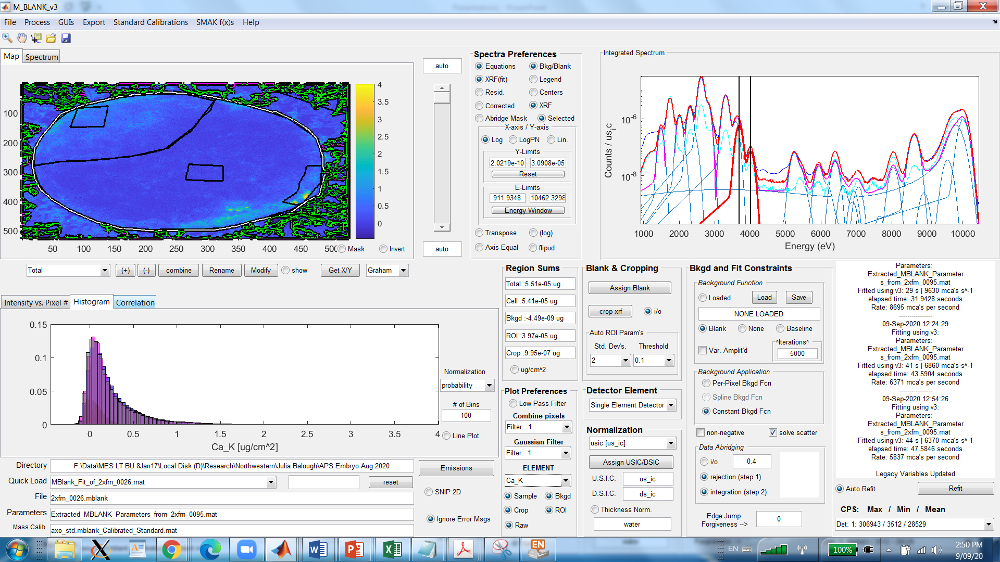 M_BLANK_v3
File Process GUIs Export Standard Calibrations SMAK f(x)s Help
Map Spectrum
4
3.5
3
2.5
2
1.5
1
0.5
0
100
200
300
400
500
50 100 150 200 250 300 350 400 450 500
Mask Invert
auto
auto
Total (+) (-) combine Rename Modify show Get X/Y Graham
Spectra Preferences
Equations Bkg/Blank
XRF(fit) Legend
Resid. Centers
Corrected XRF
Abridge Mask Selected
X-axis / Y-axis
Log LogPN Lin.
Y-Limits
2.0219e-10 3.0908e-05
Reset
E-Limits
911.9348 10462.3298
Energy Window
Transpose (log)
Axis Equal flipud
Integrated Spectrum
Counts / us_ic
10^-6
10^-8
1000 2000 3000 4000 5000 6000 7000 8000 9000 10000
Energy (eV)
Intensity vs. Pixel # Histogram Correlation
0.15
0.1
0.05
0
0 0.5 1 1.5 2 2.5 3 3.5 4
Ca_K [ug/cm^2]
Normalization
probability
# of Bins
100
Line Plot
Region Sums
Total :5.51e-05 ug
Cell :5.41e-05 ug
Bkgd :-4.49e-09 ug
ROI :3.97e-05 ug
Crop :9.95e-07 ug
ug/cm^2
Plot Preferences
Low Pass Filter
Combine pixels
Filter: 1
Gaussian Filter
Filter: 1
ELEMENT
Ca_K
Sample Bkgd
Crop ROI
Raw
Blank & Cropping
Assign Blank
crop xrf i/o
Auto ROI Param's
Std. Dev's. Threshold
2 0.1
Detector Element
Single Element Detector
Normalization
usic [us_ic]
Assign USIC/DSIC
U.S.I.C. us_ic
D.S.I.C. ds_ic
Thickness Norm.
water
Bkgd and Fit Constraints
Background Function
Loaded Load Save
NONE LOADED
Blank None Baseline
Var. Amplit'd
^Iterations^
5000
Background Application
Per-Pixel Bkgd Fcn
Spline Bkgd Fcn
Constant Bkgd Fcn
non-negative solve scatter
Data Abridging
i/o 0.4
rejection (step 1)
integration (step 2)
Edge Jump
Forgiveness --> 0
Parameters:
Extracted_MBLANK_Parameter
s_from_2xfm_0095.mat
Fitted using v3: 29 s | 9630 mca's s^-1
elapsed time: 31.9428 seconds
Rate: 8695 mca's per second
----------------
09-Sep-2020 12:24:29
Fitting using v3:
Parameters:
Extracted_MBLANK_Parameter
s_from_2xfm_0095.mat
Fitted using v3: 41 s | 6860 mca's s^-1
elapsed time: 43.5904 seconds
Rate: 6371 mca's per second
----------------
09-Sep-2020 12:54:26
Fitting using v3:
Parameters:
Extracted_MBLANK_Parameter
s_from_2xfm_0095.mat
Fitted using v3: 44 s | 6370 mca's s^-1
elapsed time: 47.5846 seconds
Rate: 5837 mca's per second
----------------
Legacy Variables Updated
Auto Refit Refit
CPS: Max / Min / Mean
Det: 1: 306943 / 3512 / 28529
Directory F:\Data\MES LT BU 8Jan17\Local Disk (D)\Research\Northwestern\Julia Balough\APS Embryo Aug 2020
Quick Load MBlank_Fit_of_2xfm_0026.mat reset
File 2xfm_0026.mblank
Parameters Extracted_MBLANK_Parameters_from_2xfm_0095.mat
Mass Calib. axo_std.mblank_Calibrated_Standard.mat
Emissions
SNIP 2D
Ignore Error Msgs
EN
EN
100%
2:50 PM
9/09/20